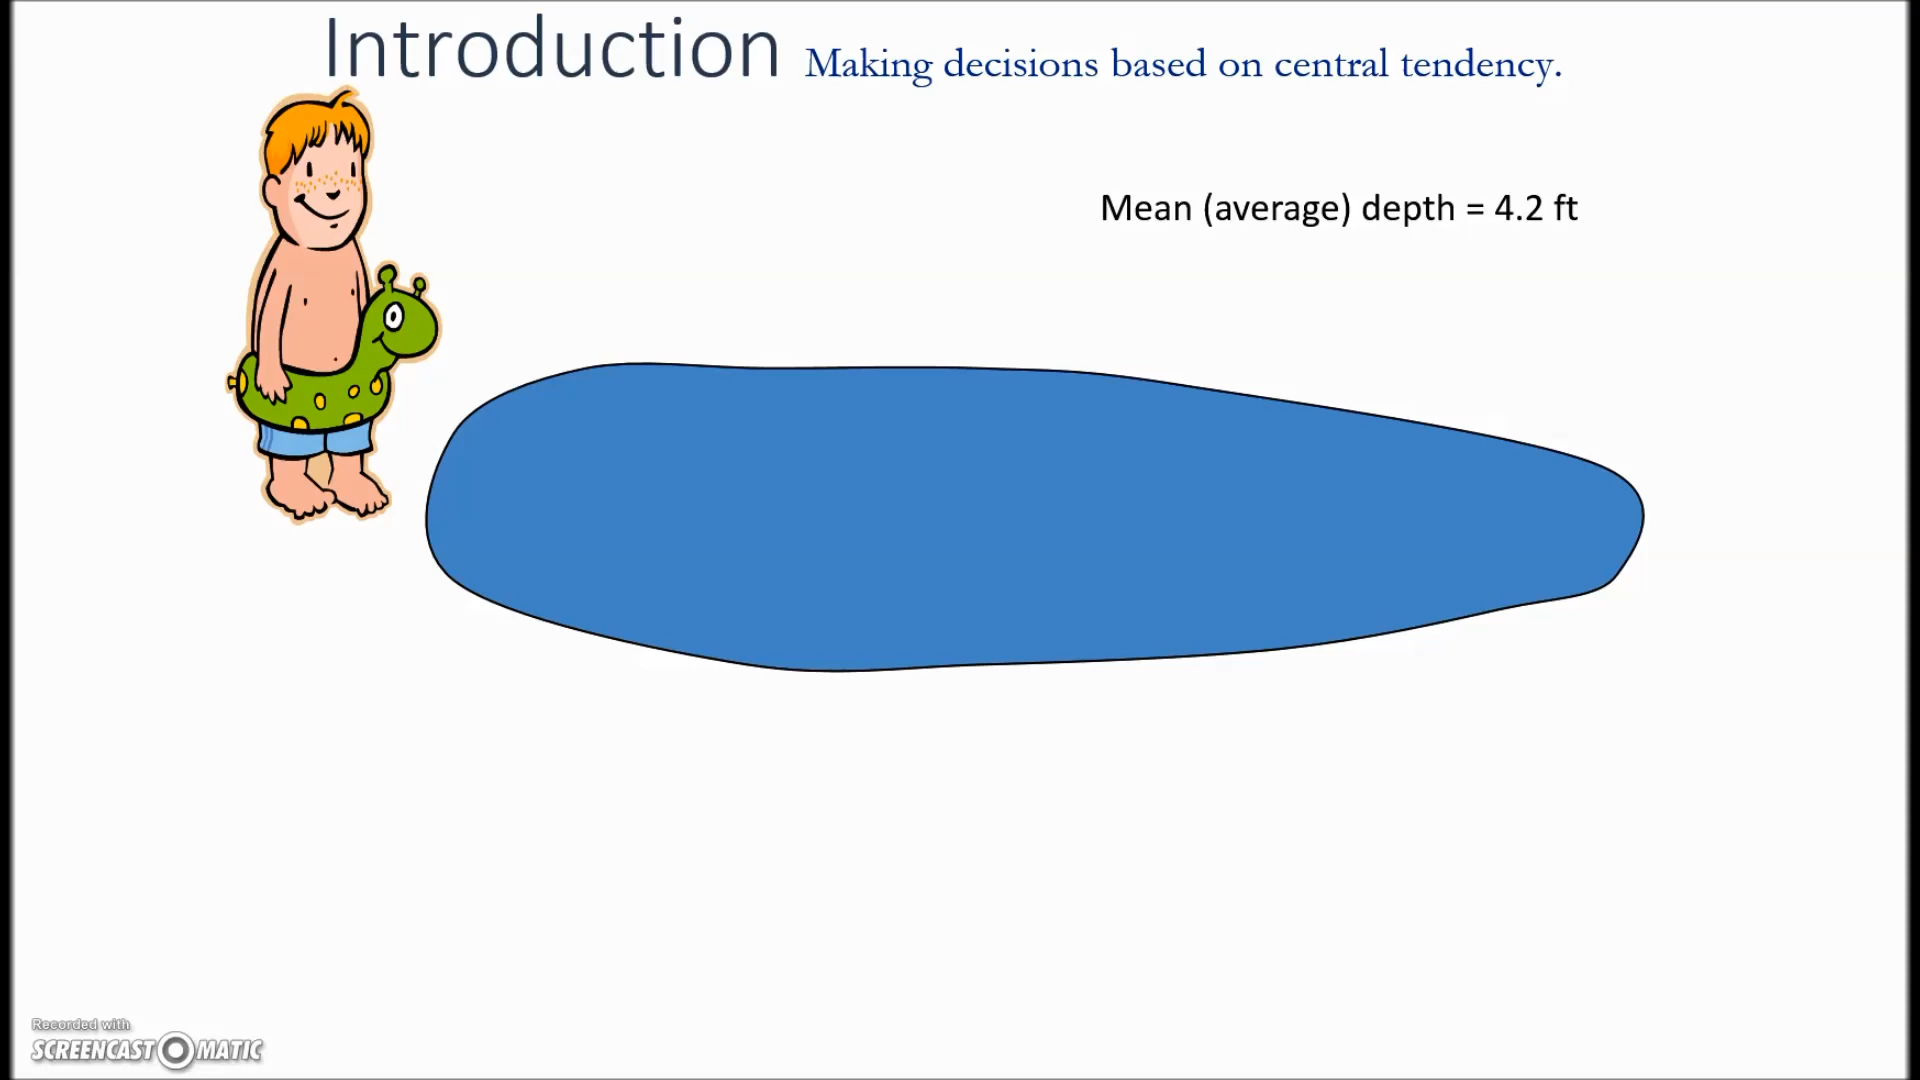 Introduction Making decisions based on central tendency.
Mean (average) depth = 4.2 ft
Recorded with
SCREENCAST MATIC